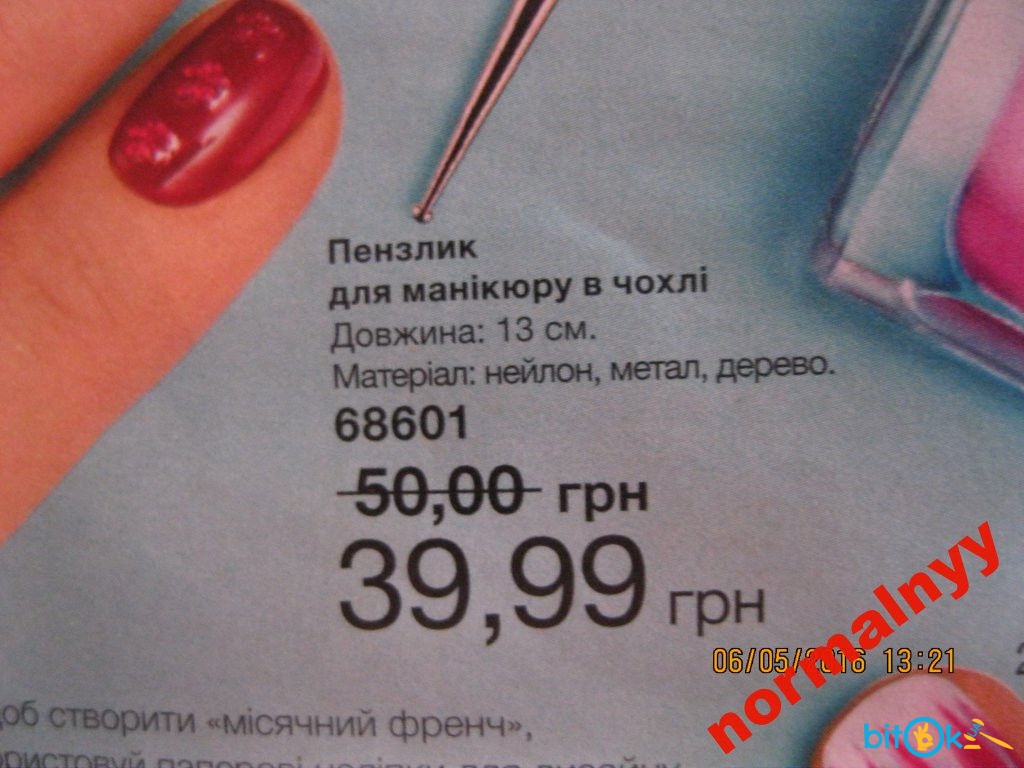 Пензлик
для манікюру в чохлі
Довжина: 13 см.
Матеріал: нейлон, метал, дерево.
68601
50,00 грн
39,99 грн
06/05/2016 13:21
normalnyy
bitok
створити «місячний френч»,